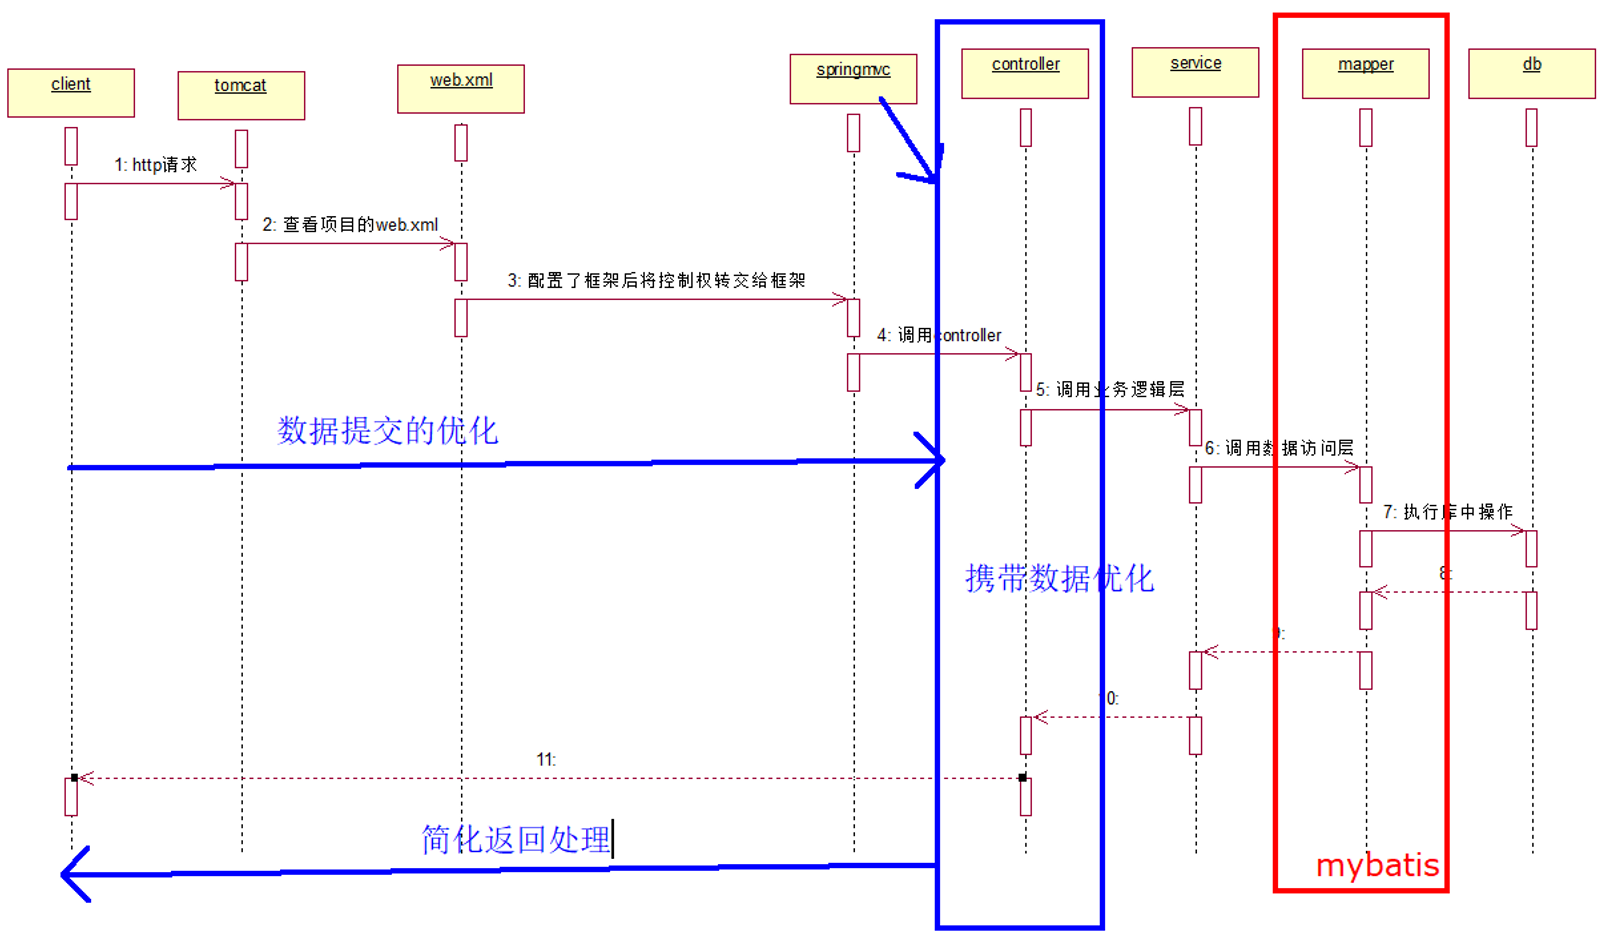 client
tomcat
web.xml
springmvc
controller
service
mapper
db
1: http请求
2: 查看项目的web.xml
3: 配置了框架后将控制权转交给框架
4: 调用controller
5: 调用业务逻辑层
数据提交的优化
6: 调用数据访问层
7: 执行库中操作
携带数据优化
8:
9:
10:
11:
简化返回处理
mybatis